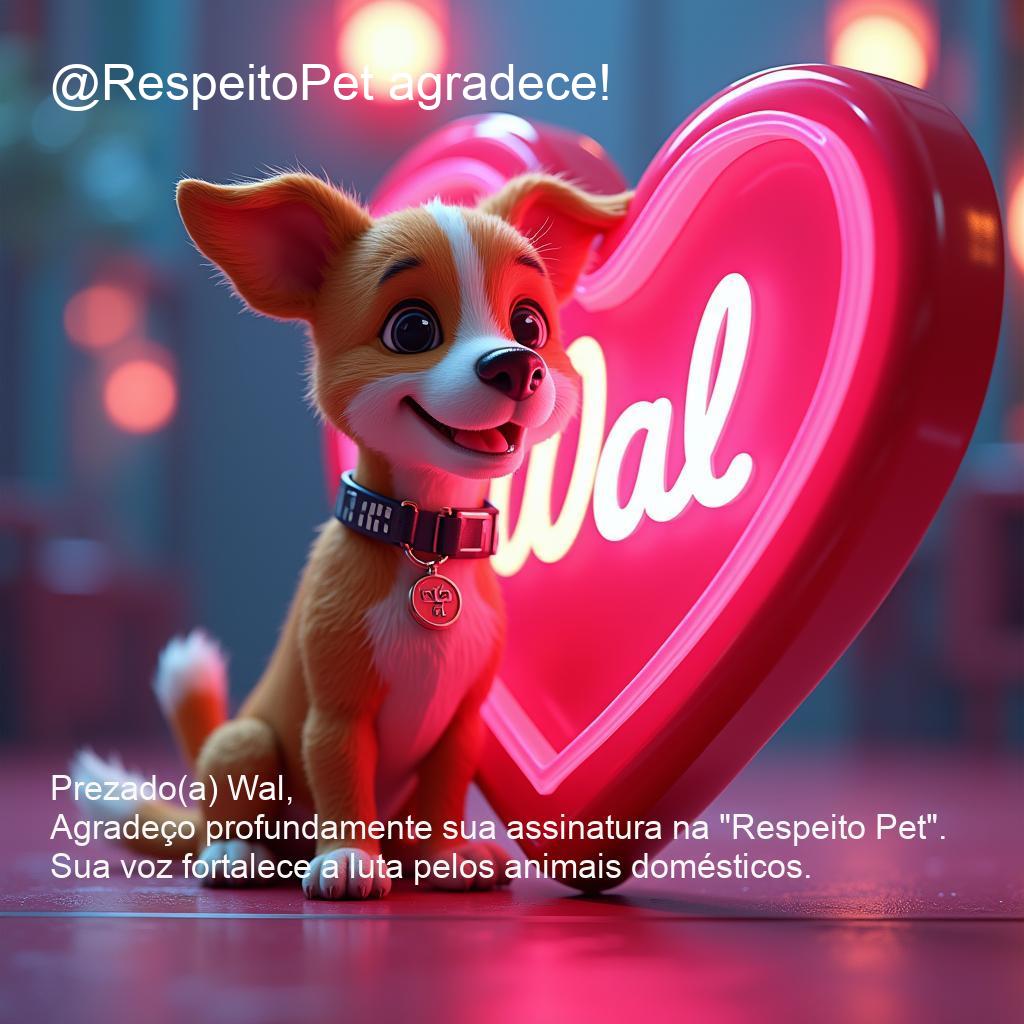 @RespeitoPet agradece!
Wal
Prezado(a) Wal,
Agradeço profundamente sua assinatura na "Respeito Pet".
Sua voz fortalece a luta pelos animais domésticos.